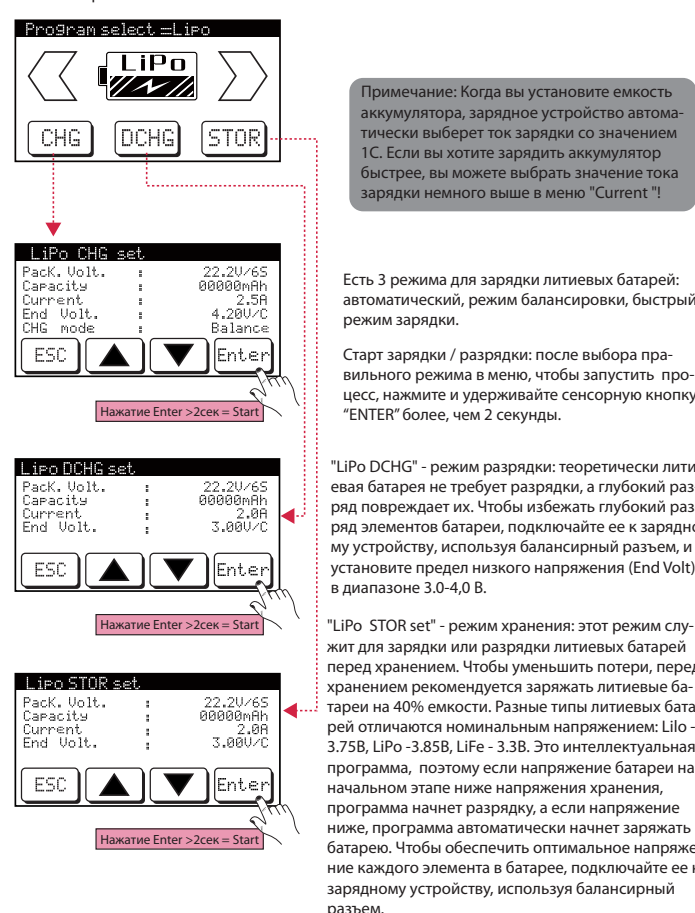 Program select =Lipo
LiPo
CHG DCHG STOR
Примечание: Когда вы установите емкость
аккумулятора, зарядное устройство автома-
тически выберет ток зарядки со значением
1С. Если вы хотите зарядить аккумулятор
быстрее, вы можете выбрать значение тока
зарядки немного выше в меню "Current "!
LiPo CHG set
PacK. Volt. : 22.2V/6S
Capacity : 00000mAh
Current : 2.5A
End Volt. : 4.20V/C
CHG mode : Balance
ESC Enter
Нажатие Enter >2сек = Start
Есть 3 режима для зарядки литиевых батарей:
автоматический, режим балансировки, быстрый
режим зарядки.
Старт зарядки / разрядки: после выбора пра-
вильного режима в меню, чтобы запустить про-
цесс, нажмите и удерживайте сенсорную кнопку
“ENTER” более, чем 2 секунды.
Lipo DCHG set
PacK. Volt. : 22.2V/6S
Capacity : 00000mAh
Current : 2.0A
End Volt. : 3.00V/C
ESC Enter
Нажатие Enter >2сек = Start
"LiPo DCHG" - режим разрядки: теоретически лити-
евая батарея не требует разрядки, а глубокий раз-
ряд повреждает их. Чтобы избежать глубокий раз-
ряд элементов батареи, подключайте ее к зарядно
му устройству, используя балансирный разъем, и
установите предел низкого напряжения (End Volt)
в диапазоне 3.0-4,0 В.
Lipo STOR set
PacK. Volt. : 22.2V/6S
Capacity : 00000mAh
Current : 2.0A
End Volt. : 3.00V/C
ESC Enter
Нажатие Enter >2сек = Start
"LiPo STOR set" - режим хранения: этот режим слу-
жит для зарядки или разрядки литиевых батарей
перед хранением. Чтобы уменьшить потери, перед
хранением рекомендуется заряжать литиевые ба-
тареи на 40% емкости. Разные типы литиевых бата
рей отличаются номинальным напряжением: LiIo -
3.75В, LiPo -3.85В, LiFe - 3.3В. Это интеллектуальная
программа, поэтому если напряжение батареи на
начальном этапе ниже напряжения хранения,
программа начнет разрядку, а если напряжение
ниже, программа автоматически начнет заряжать
батарею. Чтобы обеспечить оптимальное напряже
ние каждого элемента в батарее, подключайте ее к
зарядному устройству, используя балансирный
разъем.